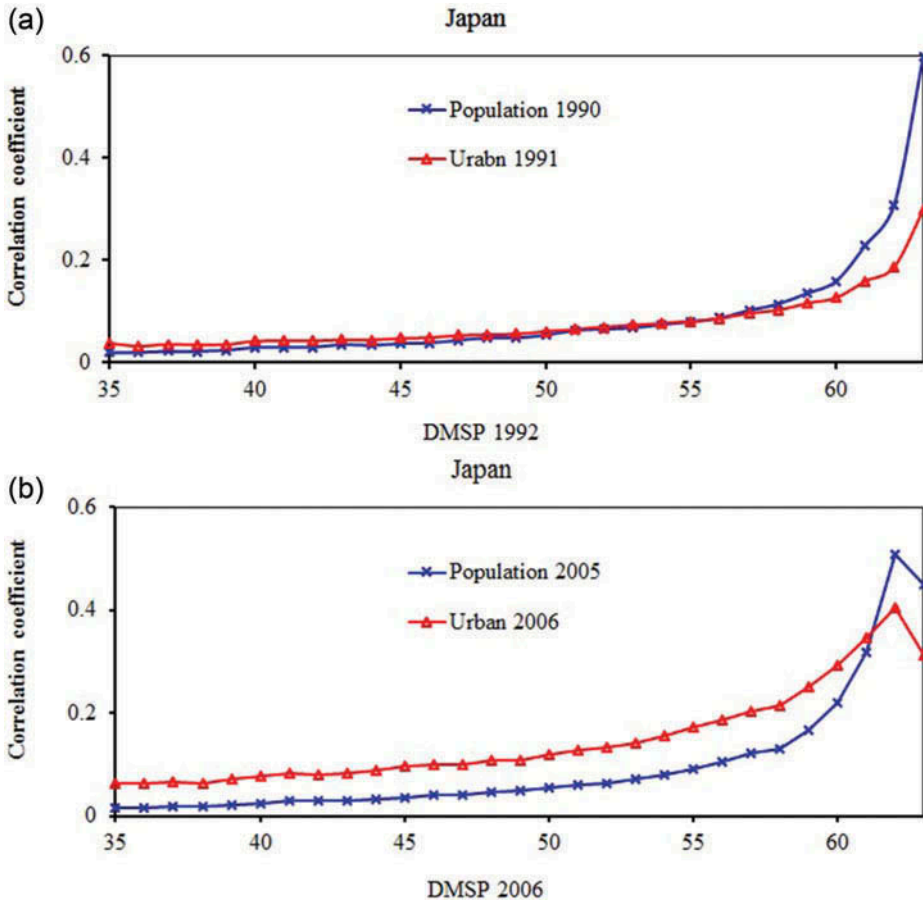 (a)
Japan
0.6
0.4
0.2
0
Correlation coefficient
Population 1990
Urabn 1991
35 40 45 50 55 60
DMSP 1992
(b)
Japan
0.6
0.4
0.2
0
Correlation coefficient
Population 2005
Urban 2006
35 40 45 50 55 60
DMSP 2006